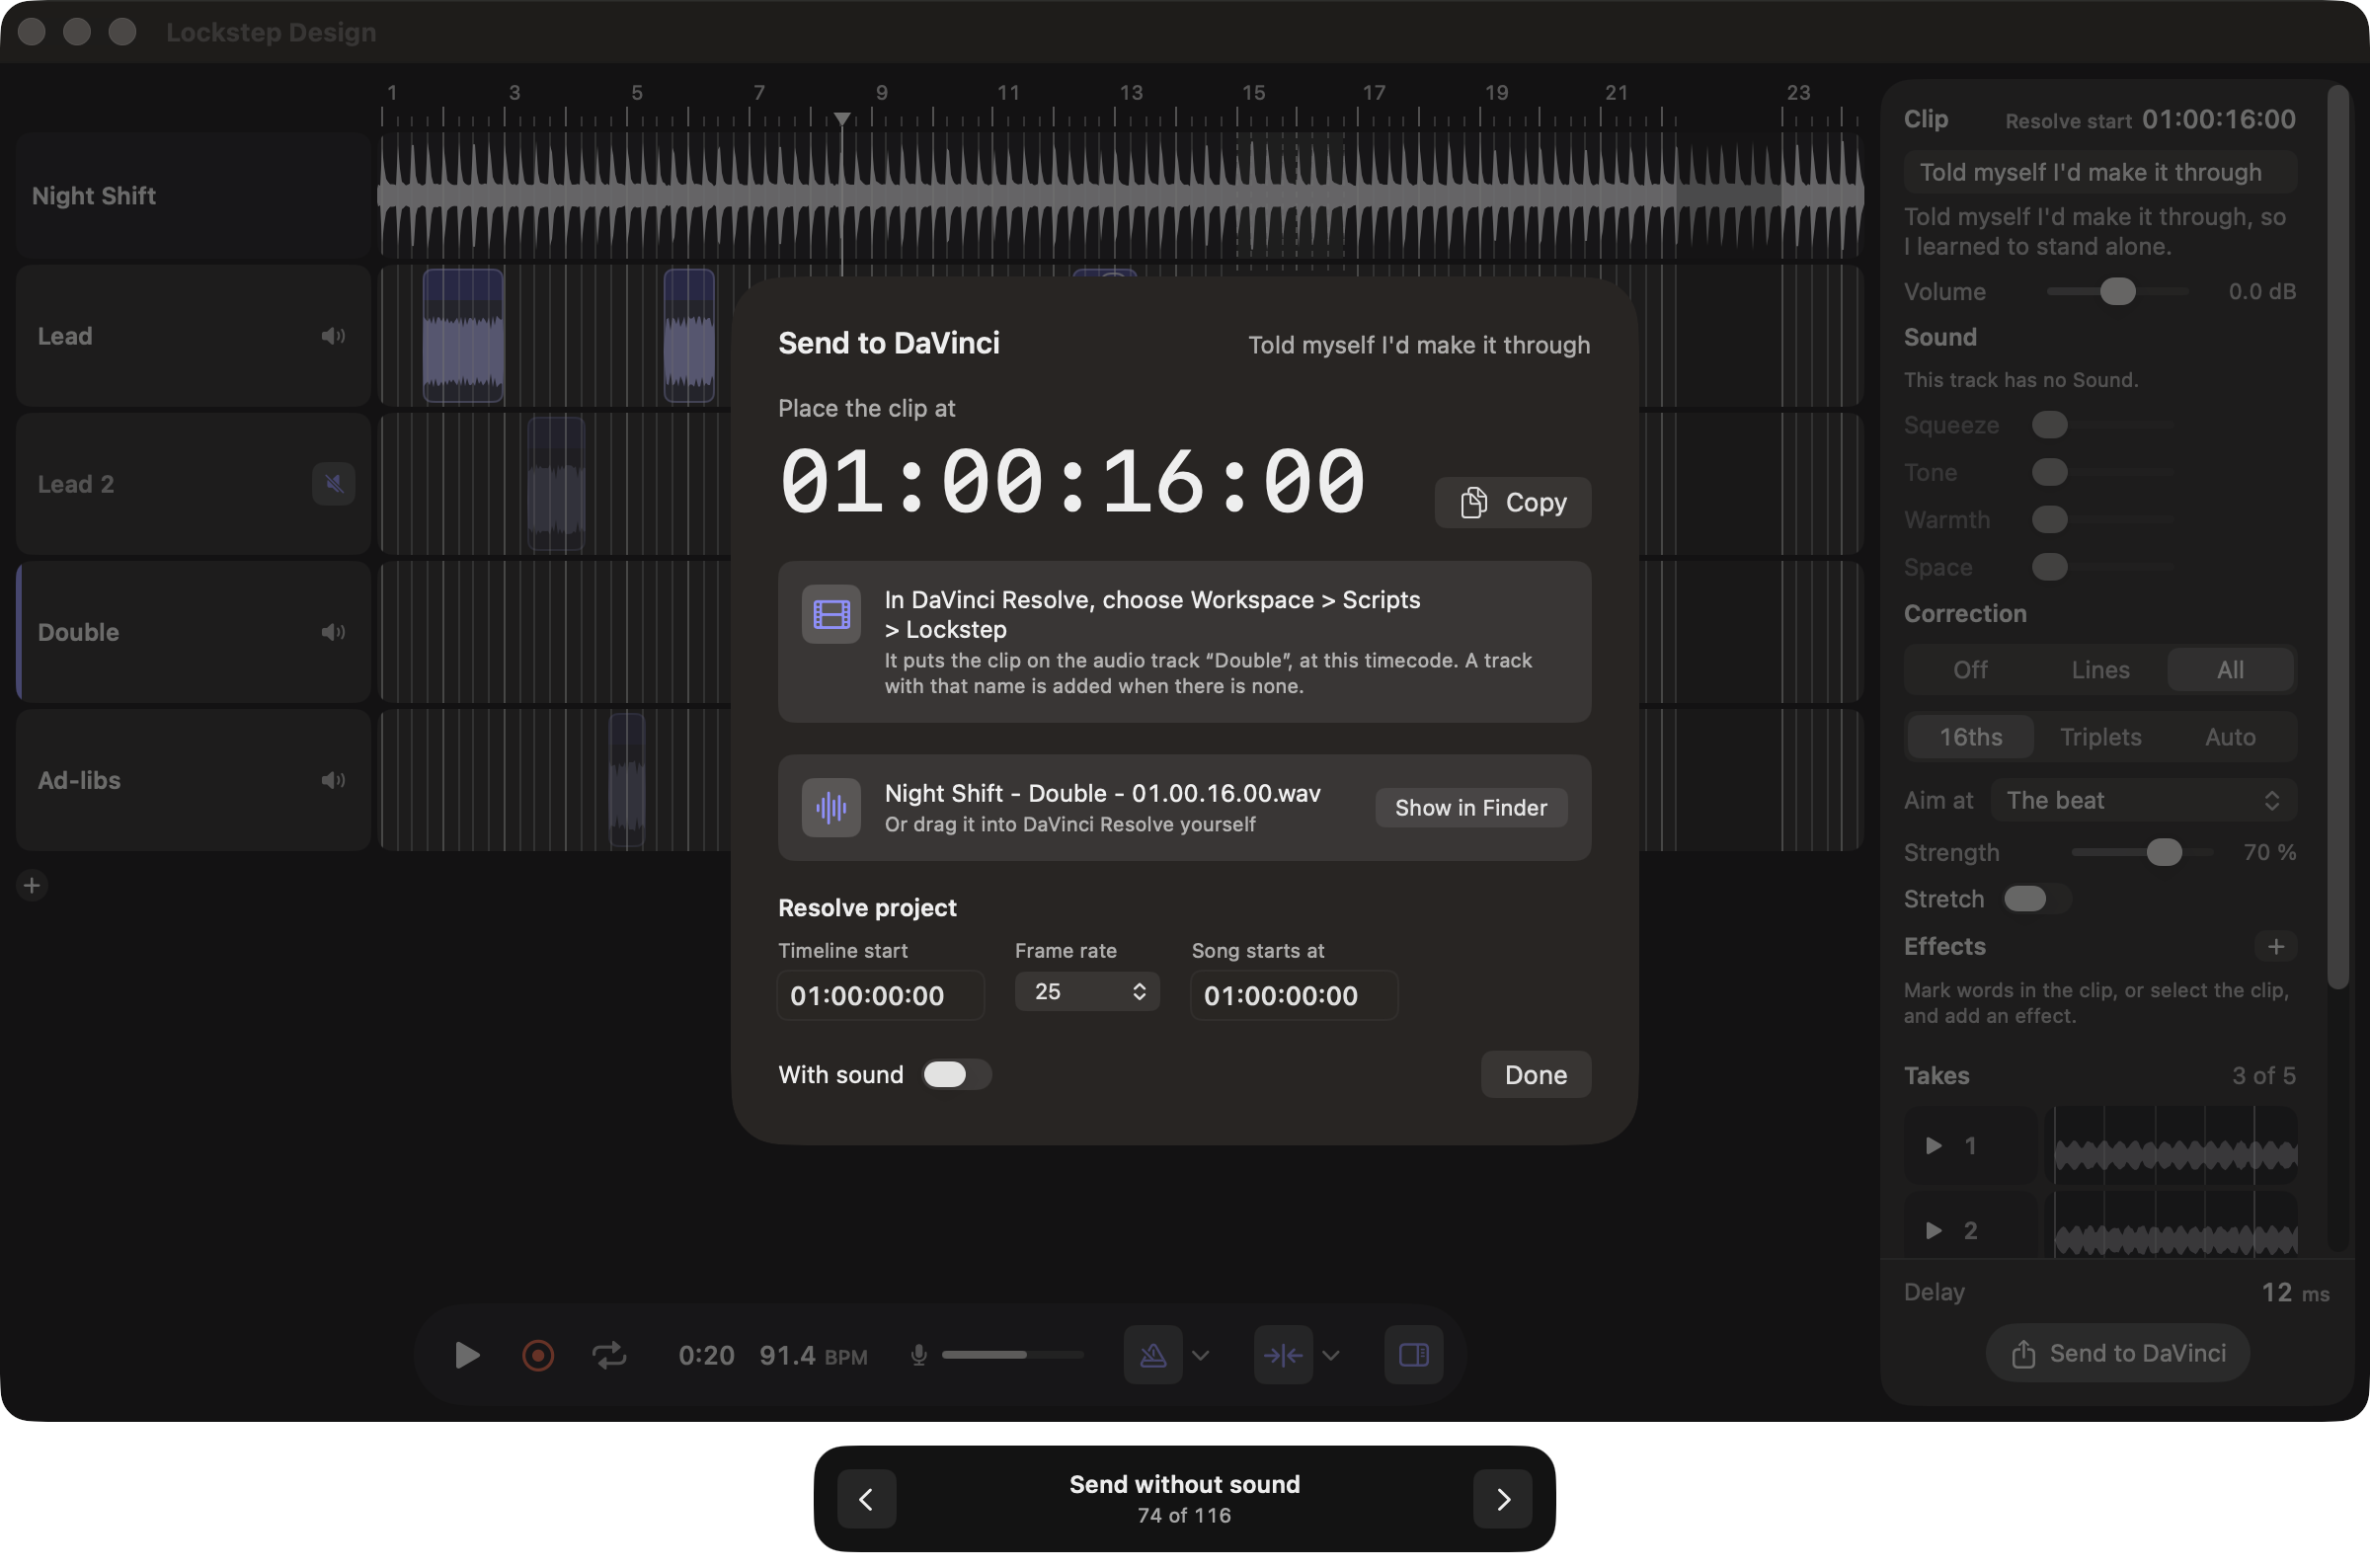 Lockstep Design
1 3 5 7 9 11 13 15 17 19 21 23
Night Shift
Lead
Lead 2
Double
Ad-libs
Send to DaVinci
Told myself I'd make it through
Place the clip at
01:00:16:00
Copy
In DaVinci Resolve, choose Workspace > Scripts
> Lockstep
It puts the clip on the audio track “Double”, at this timecode. A track
with that name is added when there is none.
Night Shift - Double - 01.00.16.00.wav
Or drag it into DaVinci Resolve yourself
Show in Finder
Resolve project
Timeline start
Frame rate
Song starts at
01:00:00:00
25
01:00:00:00
With sound
Done
Clip
Resolve start 01:00:16:00
Told myself I'd make it through
Told myself I'd make it through, so
I learned to stand alone.
Volume
0.0 dB
Sound
This track has no Sound.
Squeeze
Tone
Warmth
Space
Correction
Off Lines All
16ths Triplets Auto
Aim at The beat
Strength 70 %
Stretch
Effects
Mark words in the clip, or select the clip,
and add an effect.
Takes 3 of 5
1
2
Delay 12 ms
Send to DaVinci
0:20 91.4 BPM
Send without sound
74 of 116